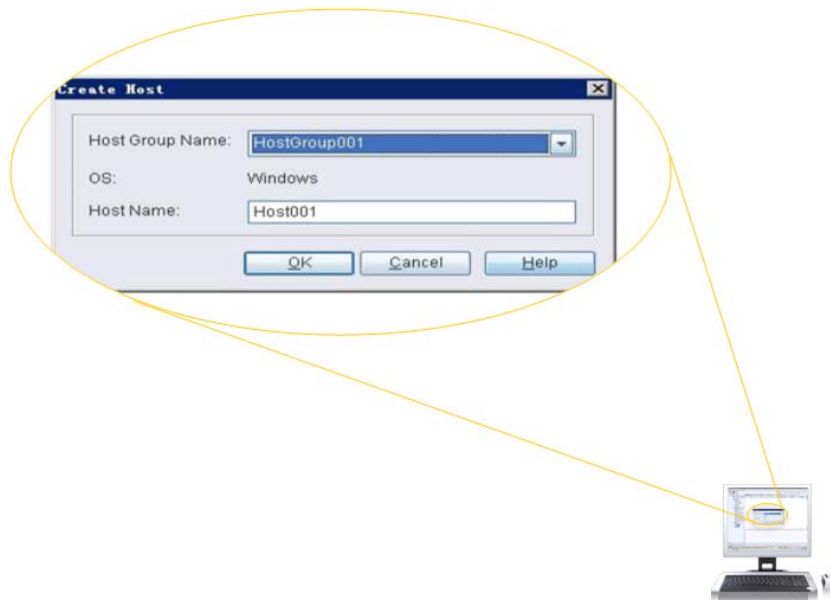 Create Host
Host Group Name: HostGroup001
OS: Windows
Host Name: Host001
OK Cancel Help